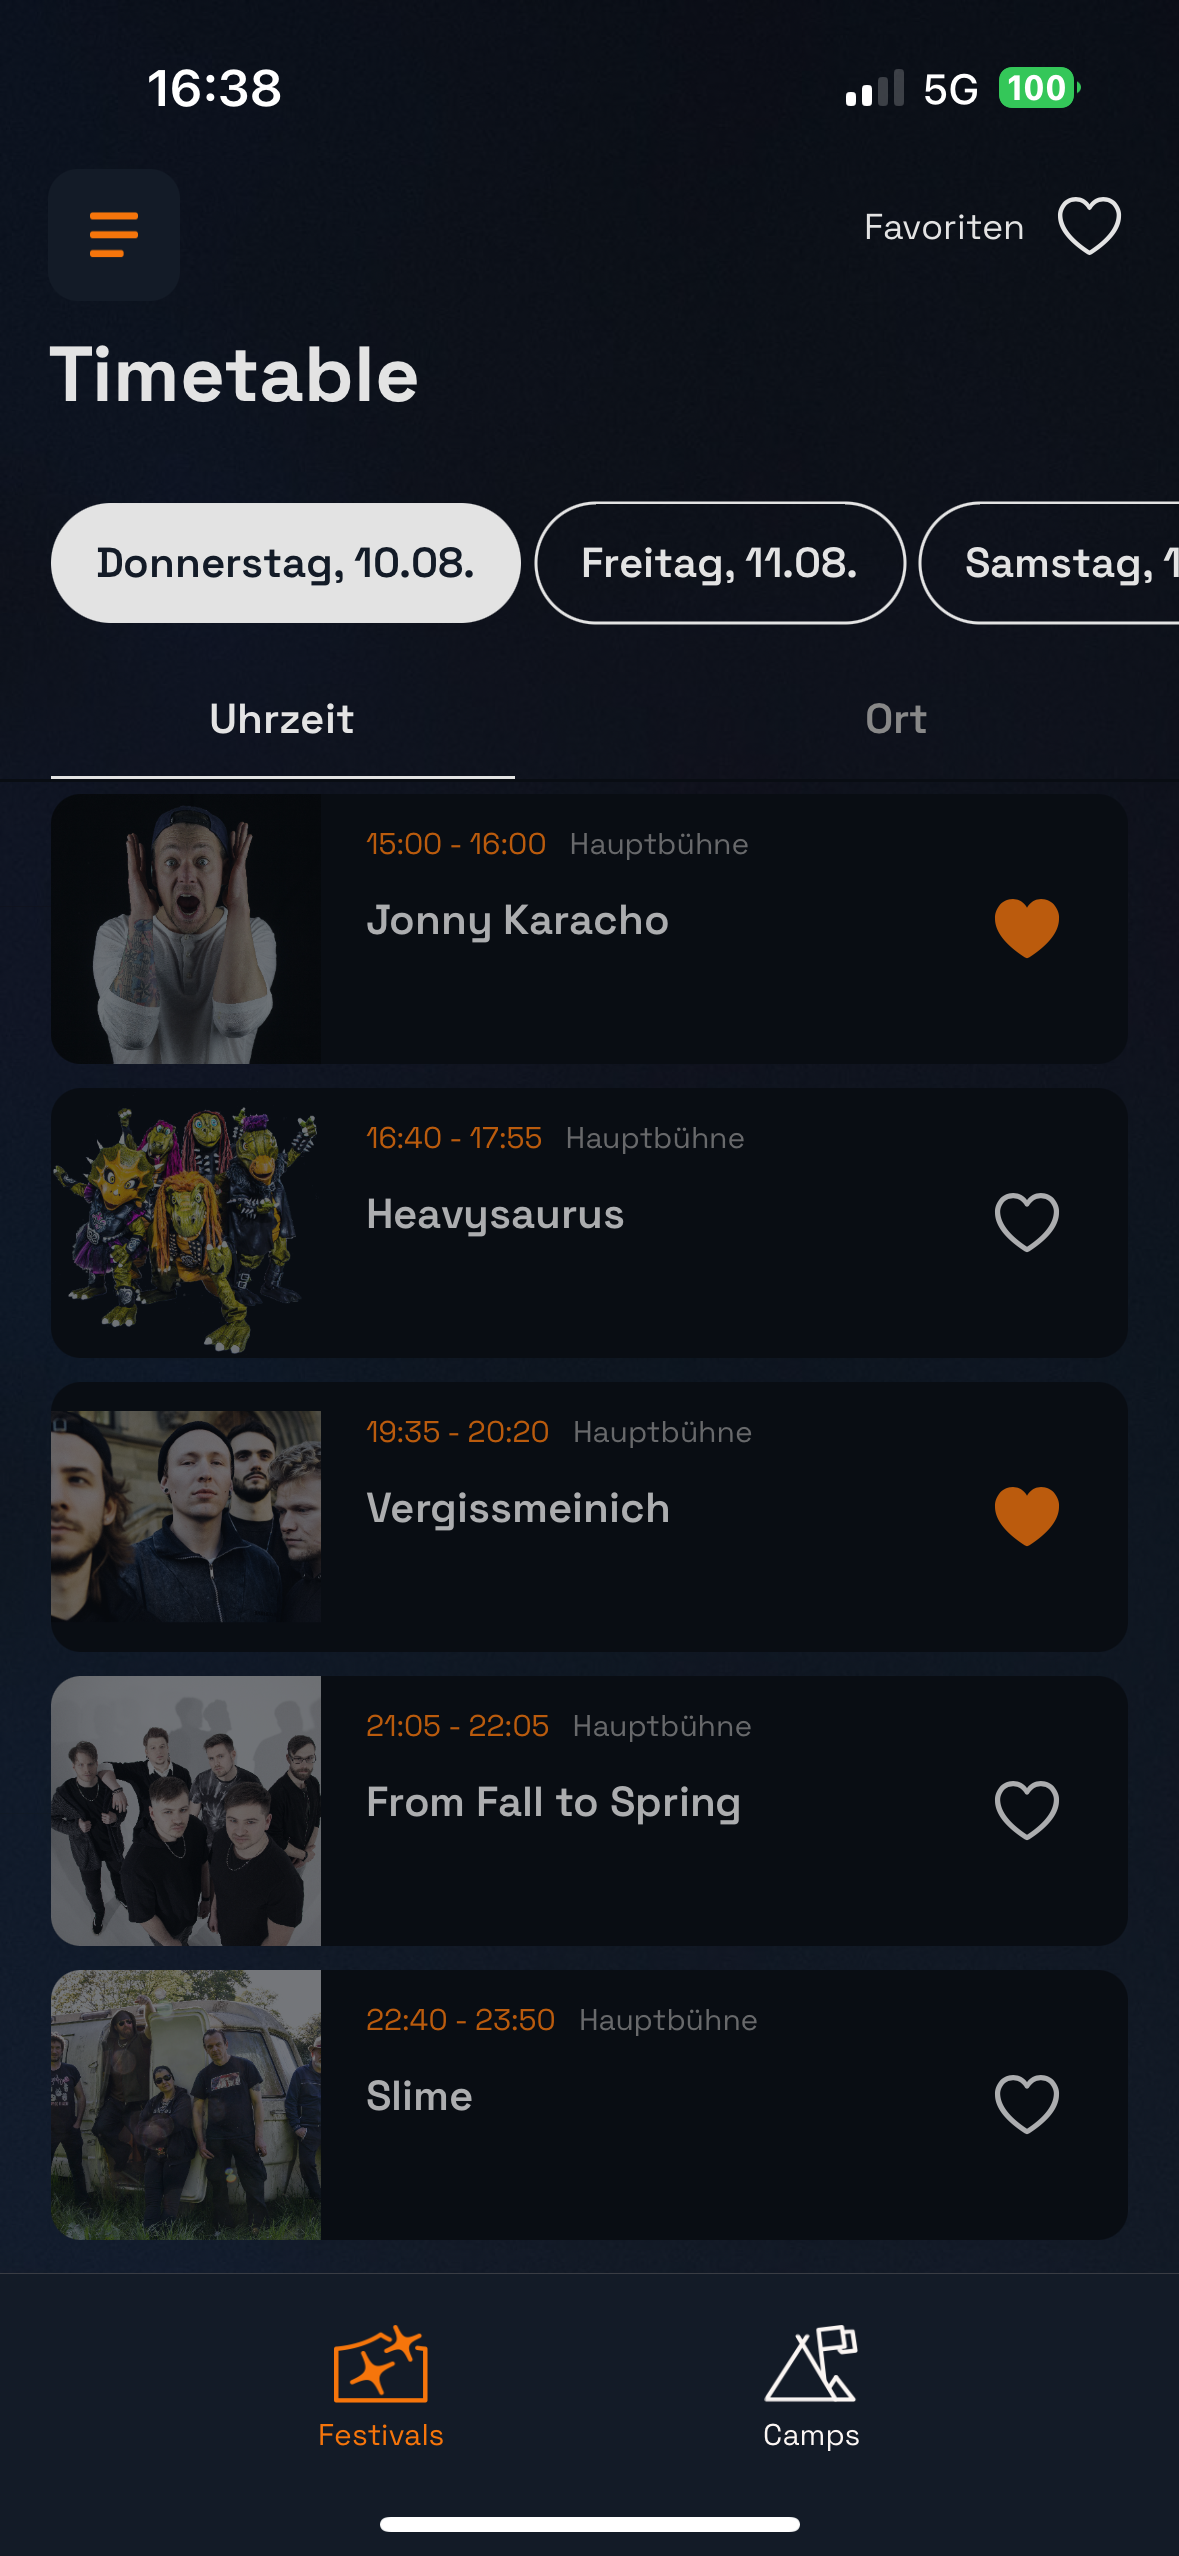 16:38
5G 100
Favoriten
Timetable
Donnerstag, 10.08. Freitag, 11.08. Samstag, 1
Uhrzeit Ort
15:00 - 16:00 Hauptbühne
Jonny Karacho
16:40 - 17:55 Hauptbühne
Heavysaurus
19:35 - 20:20 Hauptbühne
Vergissmeinich
21:05 - 22:05 Hauptbühne
From Fall to Spring
22:40 - 23:50 Hauptbühne
Slime
Festivals Camps